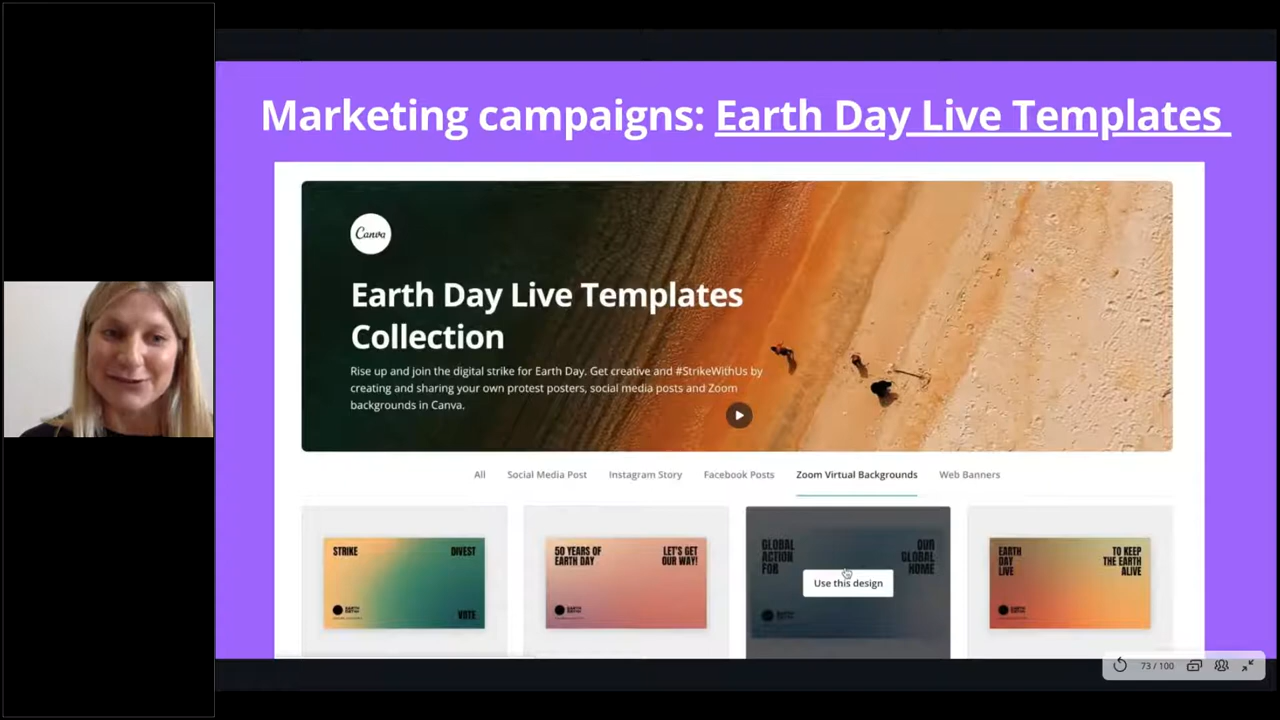 Marketing campaigns: Earth Day Live Templates
Canva
Earth Day Live Templates
Collection
Rise up and join the digital strike for Earth Day. Get creative and #StrikeWithUs by
creating and sharing your own protest posters, social media posts and Zoom
backgrounds in Canva.
All
Social Media Post
Instagram Story
Facebook Posts
Zoom Virtual Backgrounds
Web Banners
STRIKE
DIVEST
VOTE
50 YEARS OF
EARTH DAY
LET'S GET
OUR WAY!
GLOBAL
ACTION
FOR
OUR
GLOBAL
HOME
Use this design
EARTH
DAY
LIVE
TO KEEP
THE EARTH
ALIVE
73 / 100